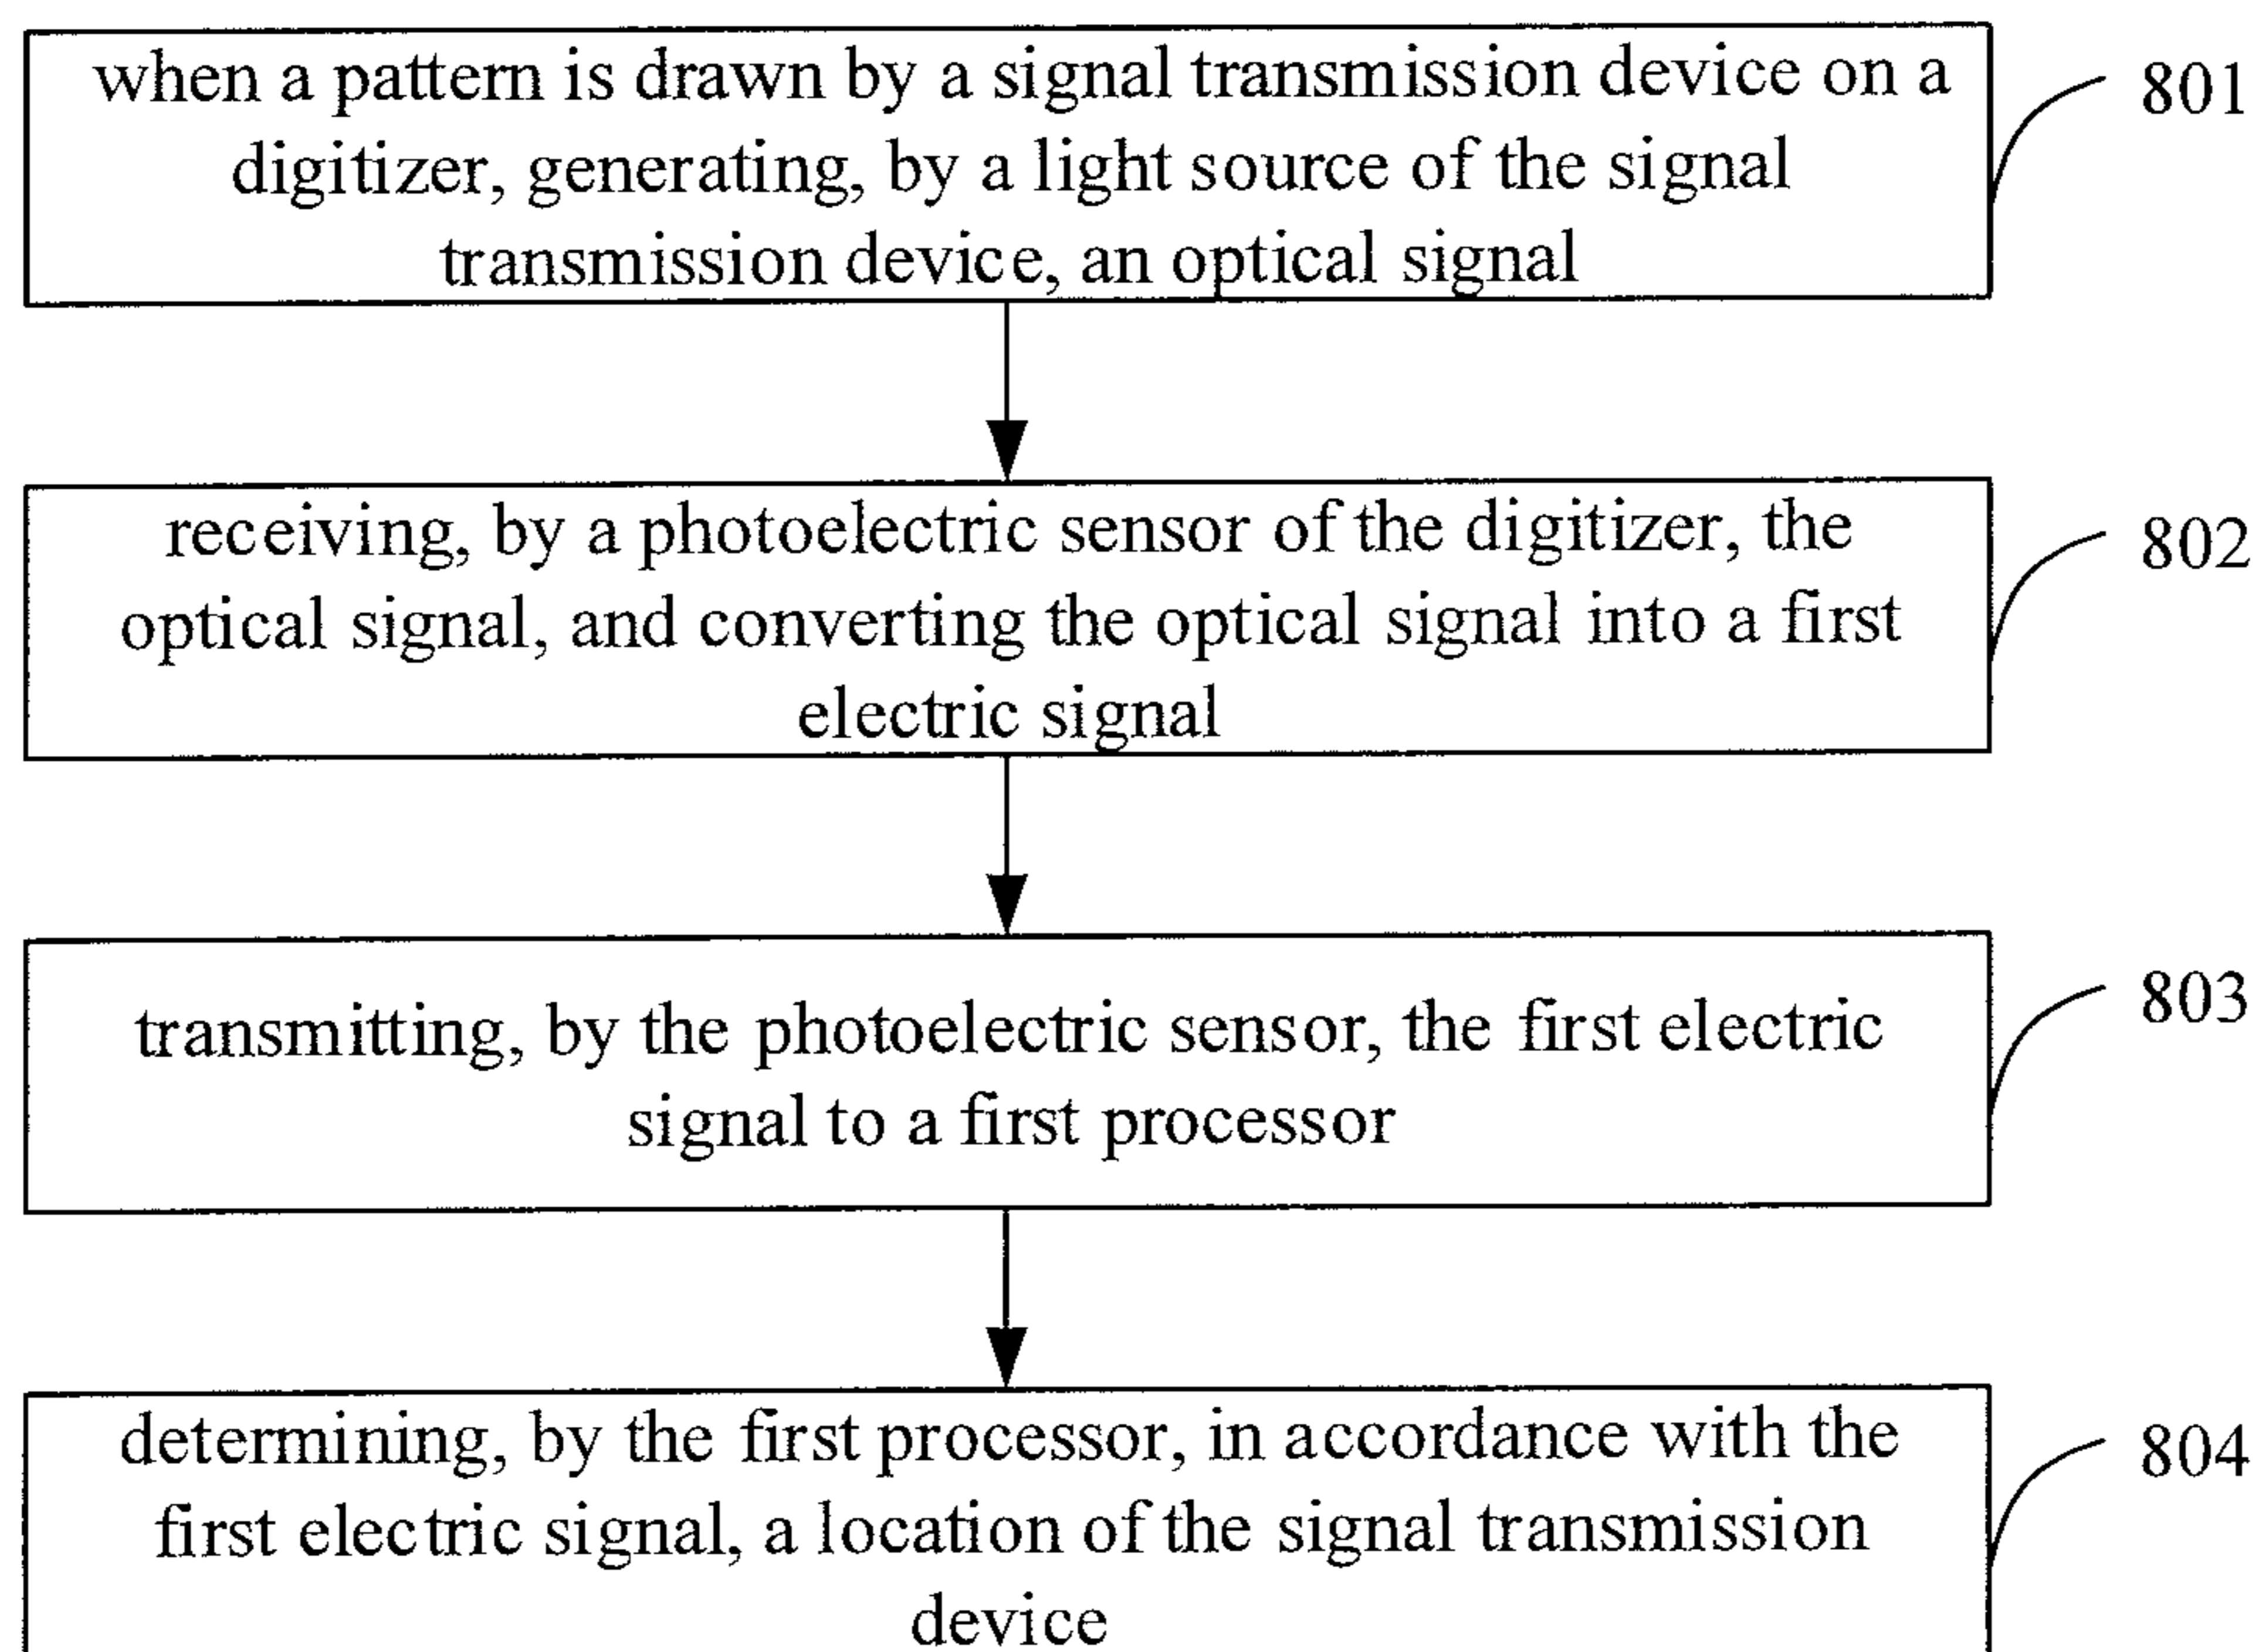 when a pattern is drawn by a signal transmission device on a
digitizer, generating, by a light source of the signal
transmission device, an optical signal
801
receiving, by a photoelectric sensor of the digitizer, the
optical signal, and converting the optical signal into a first
electric signal
802
transmitting, by the photoelectric sensor, the first electric
signal to a first processor
803
determining, by the first processor, in accordance with the
first electric signal, a location of the signal transmission
device
804